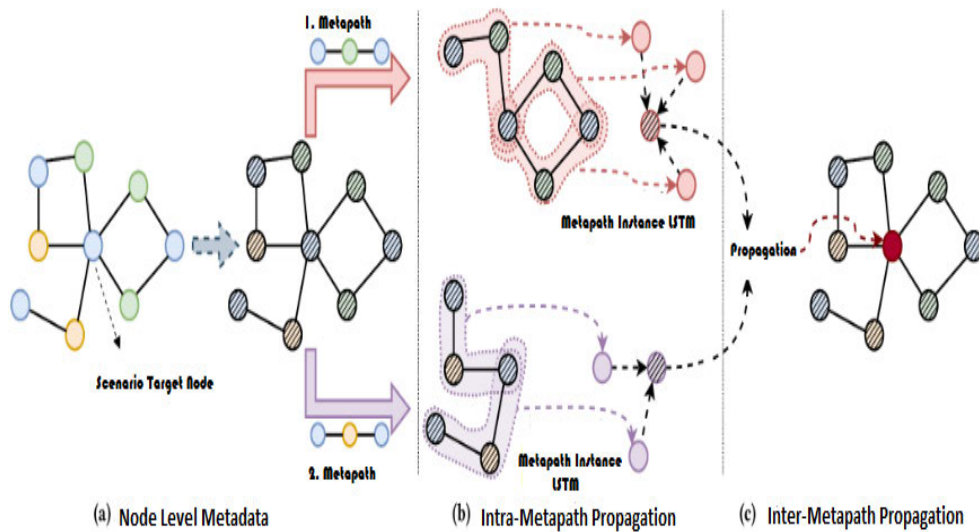 1. Metapath
Scenario Target Node
2. Metapath
Metapath Instance LSTM
Metapath Instance
LSTM
Propagation
(a) Node Level Metadata
(b) Intra-Metapath Propagation
(c) Inter-Metapath Propagation